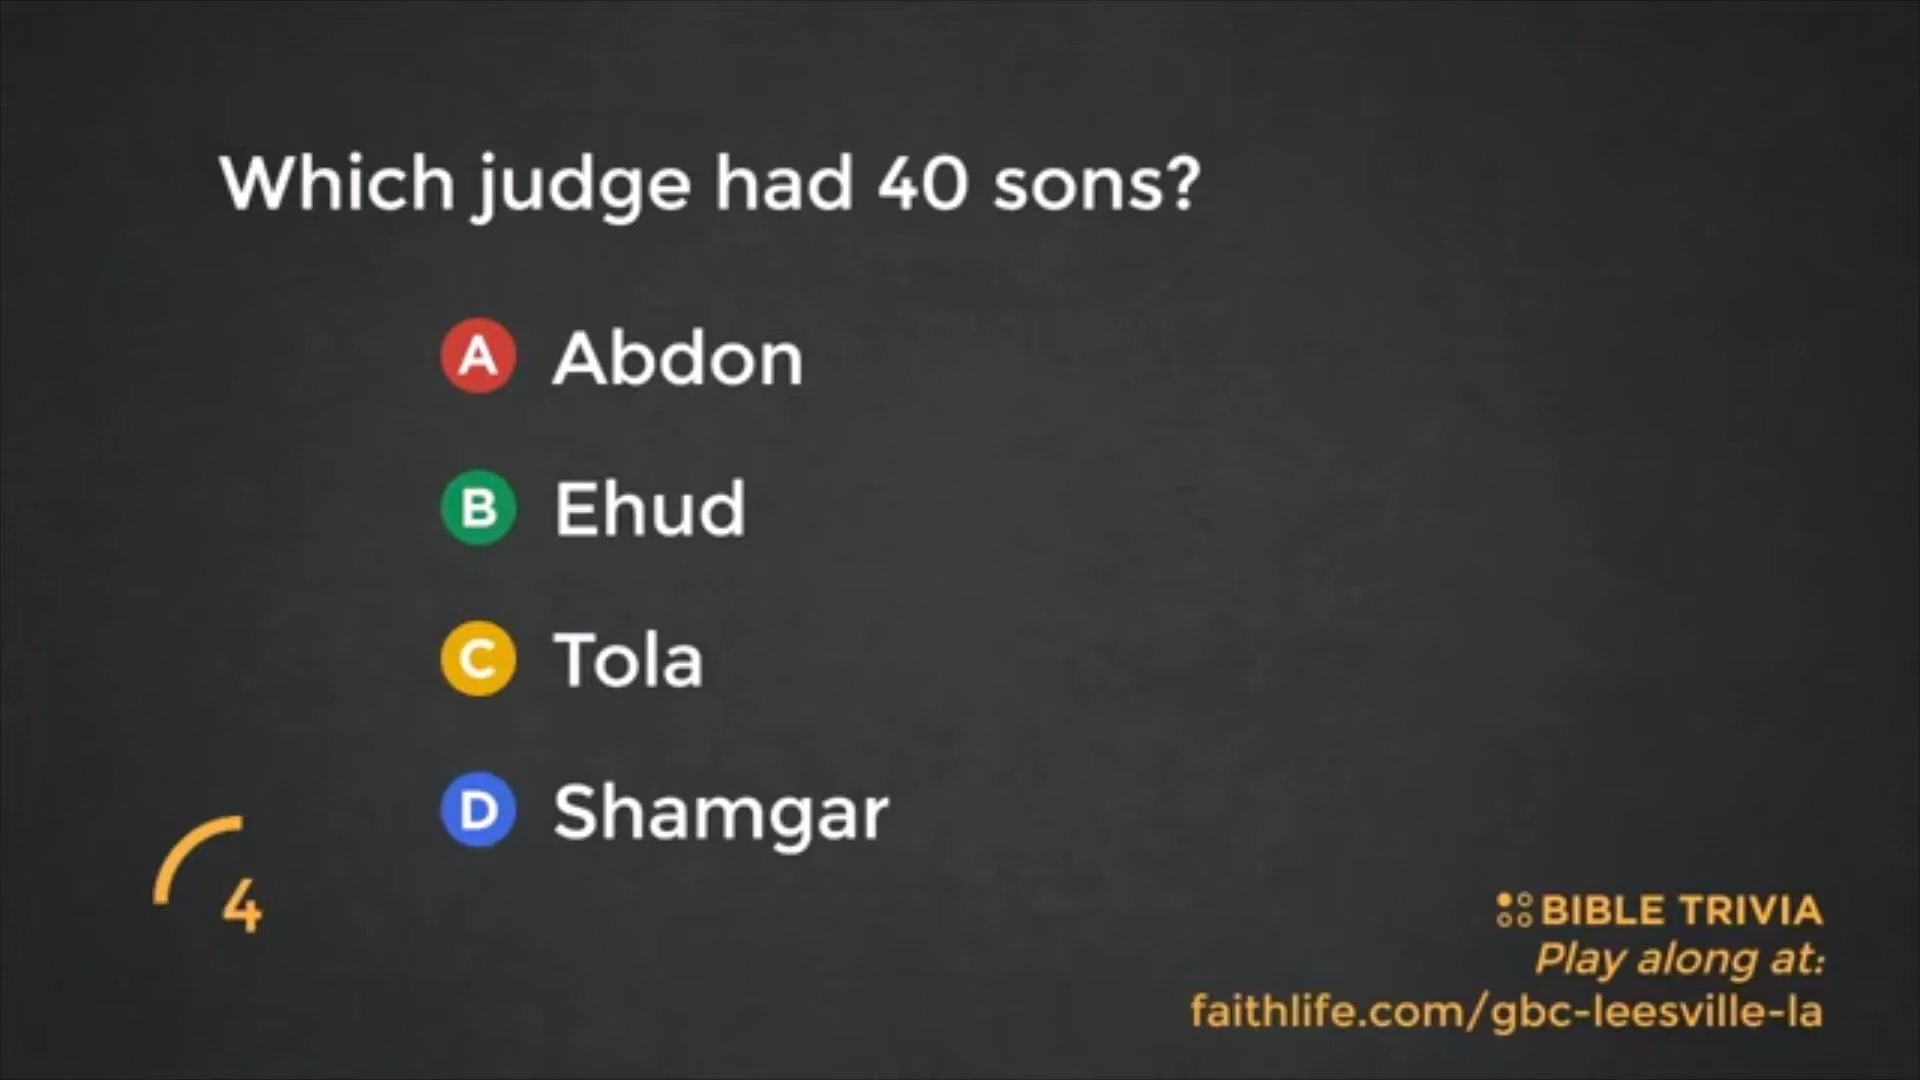 Which judge had 40 sons?
A Abdon
B Ehud
C Tola
D Shamgar
4
BIBLE TRIVIA
Play along at:
faithlife.com/gbc-leesville-la